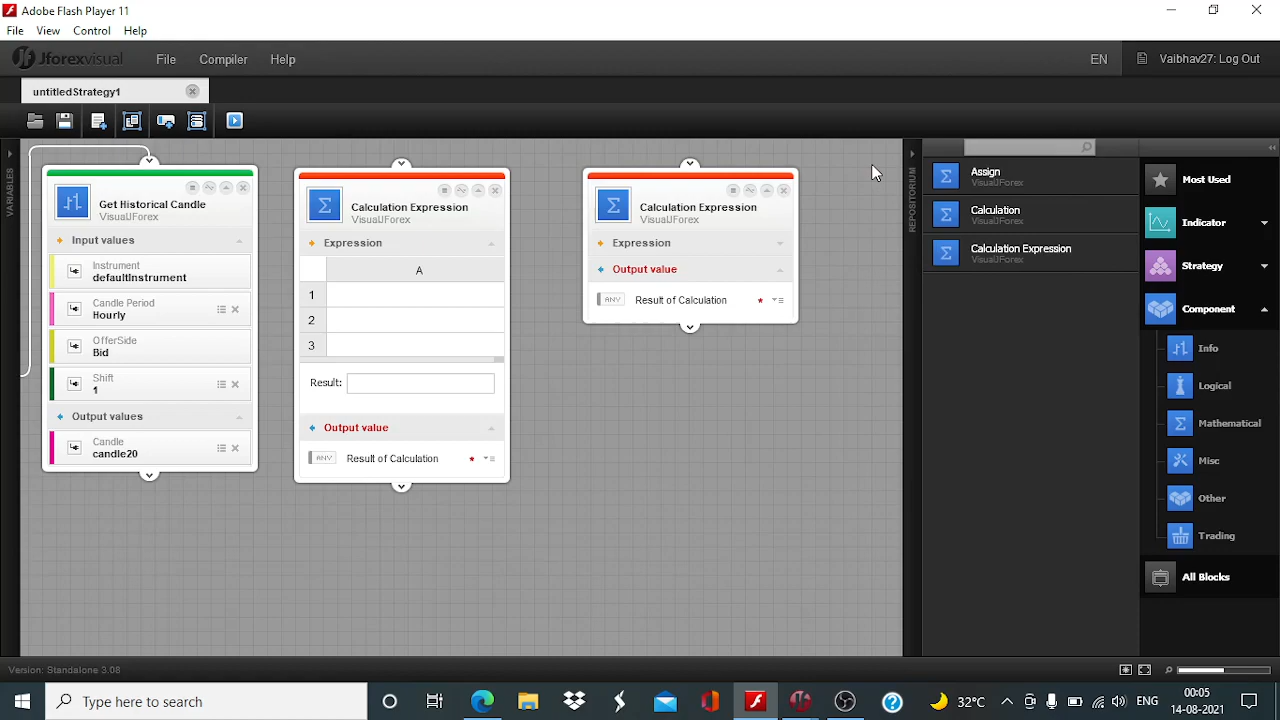 Adobe Flash Player 11
File View Control Help
Jforexvisual File Compiler Help EN Vaibhav27: Log Out
untitledStrategy1
VARIABLES
Get Historical Candle
VisualJForex
Input values
Instrument
defaultInstrument
Candle Period
Hourly
OfferSide
Bid
Shift
1
Output values
Candle
candle20
Calculation Expression
VisualJForex
Expression
A
1
2
3
Result:
Output value
ANY Result of Calculation *
Calculation Expression
VisualJForex
Expression
Output value
ANY Result of Calculation *
REPOSITORIUM
Assign
VisualJForex
Calculation
VisualJForex
Calculation Expression
VisualJForex
Most Used
Indicator
Strategy
Component
Info
Logical
Mathematical
Misc
Other
Trading
All Blocks
Version: Standalone 3.08
Type here to search
32°C
ENG
00:05
14-08-2021